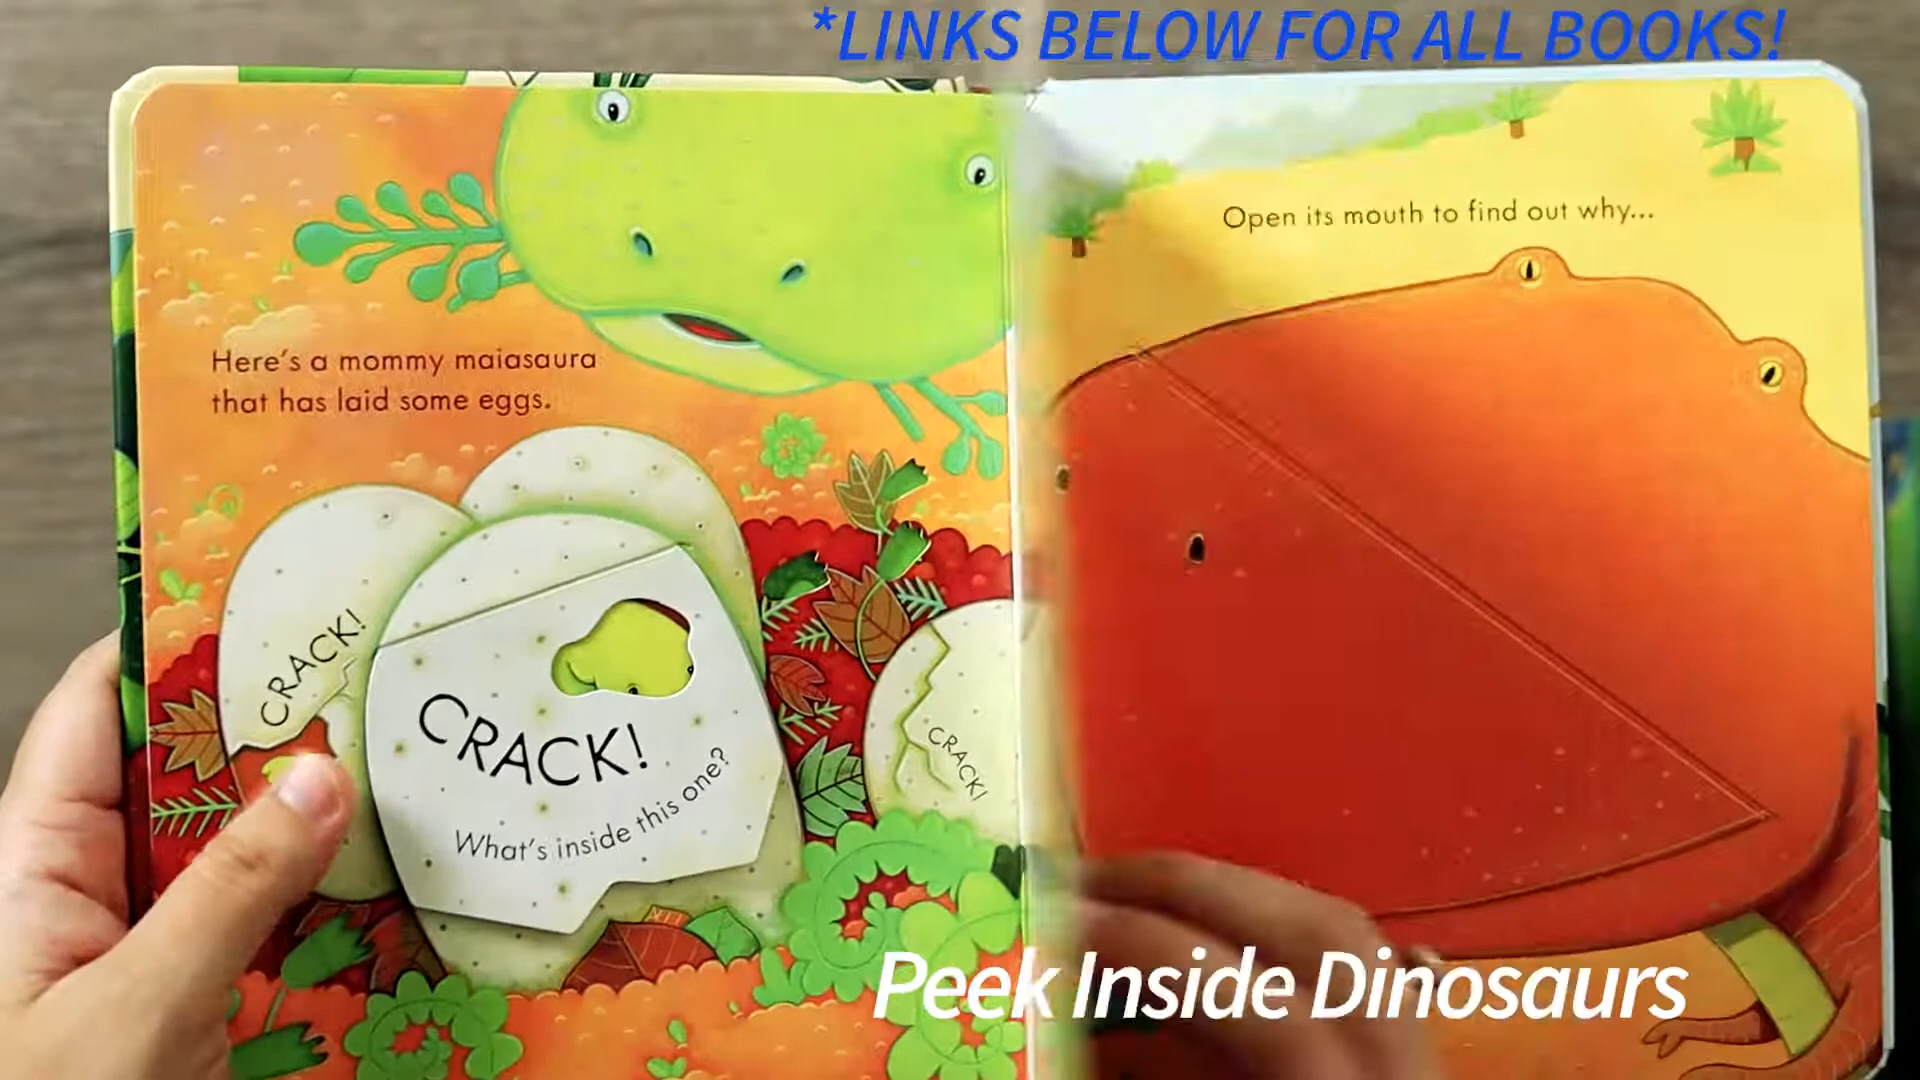 *LINKS BELOW FOR ALL BOOKS!
Here's a mommy maiasaura
that has laid some eggs.
CRACK!
CRACK!
What's inside this one?
CRACK!
Open its mouth to find out why...
Peek Inside Dinosaurs